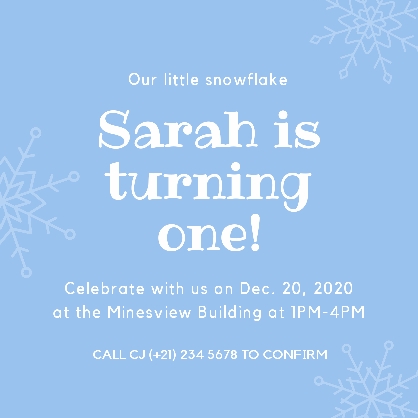 Our little snowflake
Sarah is
turning
one!
Celebrate with us on Dec. 20, 2020
at the Minesview Building at 1PM-4PM
CALL CJ (+21) 234 5678 TO CONFIRM